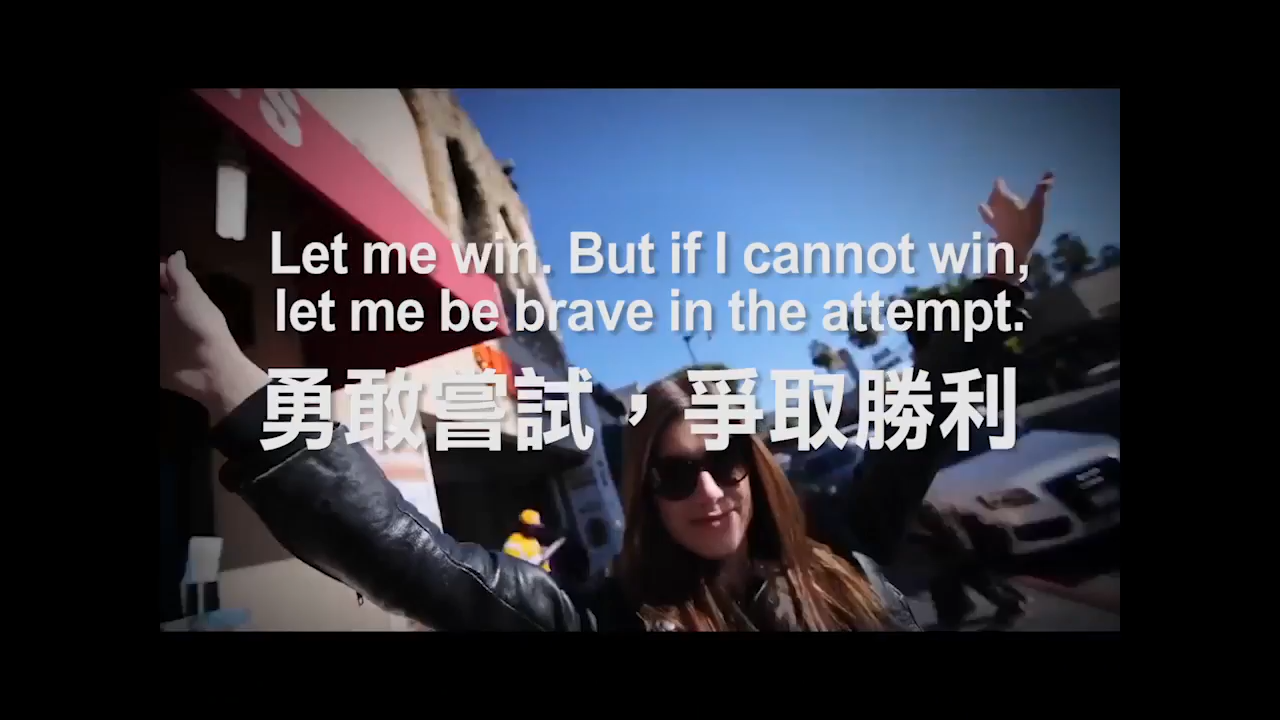 Let me win. But if I cannot win,
let me be brave in the attempt.
勇敢嘗試，爭取勝利